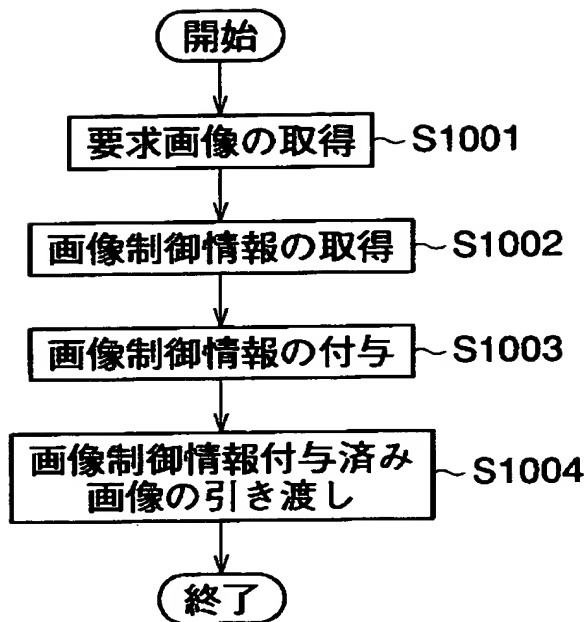 開始
要求画像の取得 ~ S1001
画像制御情報の取得 ~ S1002
画像制御情報の付与 ~ S1003
画像制御情報付与済み
画像の引き渡し ~ S1004
終了